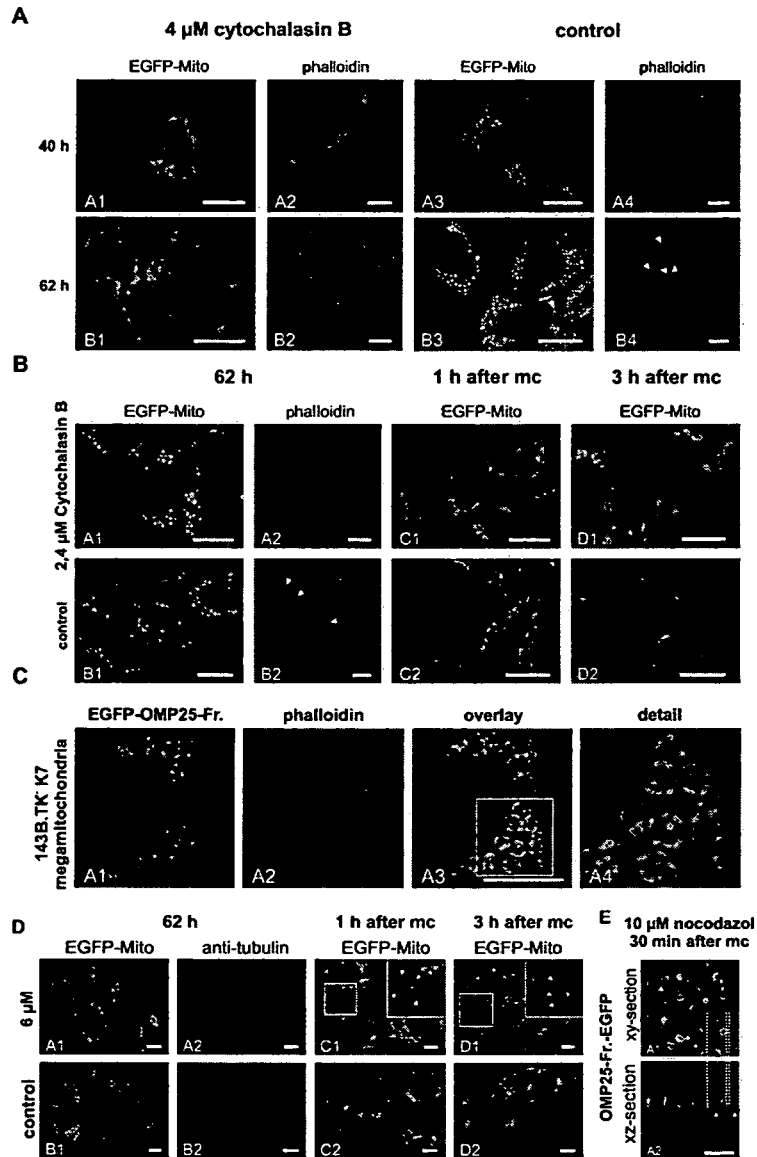 A
4 µM cytochalasin B control
EGFP-Mito phalloidin EGFP-Mito phalloidin
40 h
A1 A2 A3 A4
62 h
B1 B2 B3 B4
B
62 h 1 h after mc 3 h after mc
EGFP-Mito phalloidin EGFP-Mito EGFP-Mito
2,4 µM Cytochalasin B
A1 A2 C1 D1
control
B1 B2 C2 D2
C
EGFP-OMP25-Fr. phalloidin overlay detail
143B.TK⁻ K7
megamitochondria
A1 A2 A3 A4
D
62 h 1 h after mc 3 h after mc
EGFP-Mito anti-tubulin EGFP-Mito EGFP-Mito
6 µM
A1 A2 C1 D1
control
B1 B2 C2 D2
E
10 µM nocodazol
30 min after mc
OMP25-Fr.-EGFP
xy-section
A1
xz-section
A2